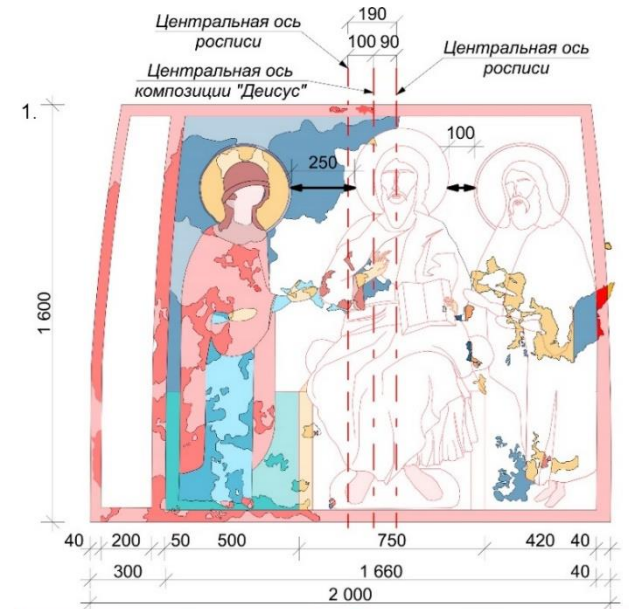 190
Центральная ось
росписи
100 90
Центральная ось
росписи
Центральная ось
композиции "Деисус"
1.
100
250
1 600
40 200 50 500 750 420 40
300 1 660 40
2 000